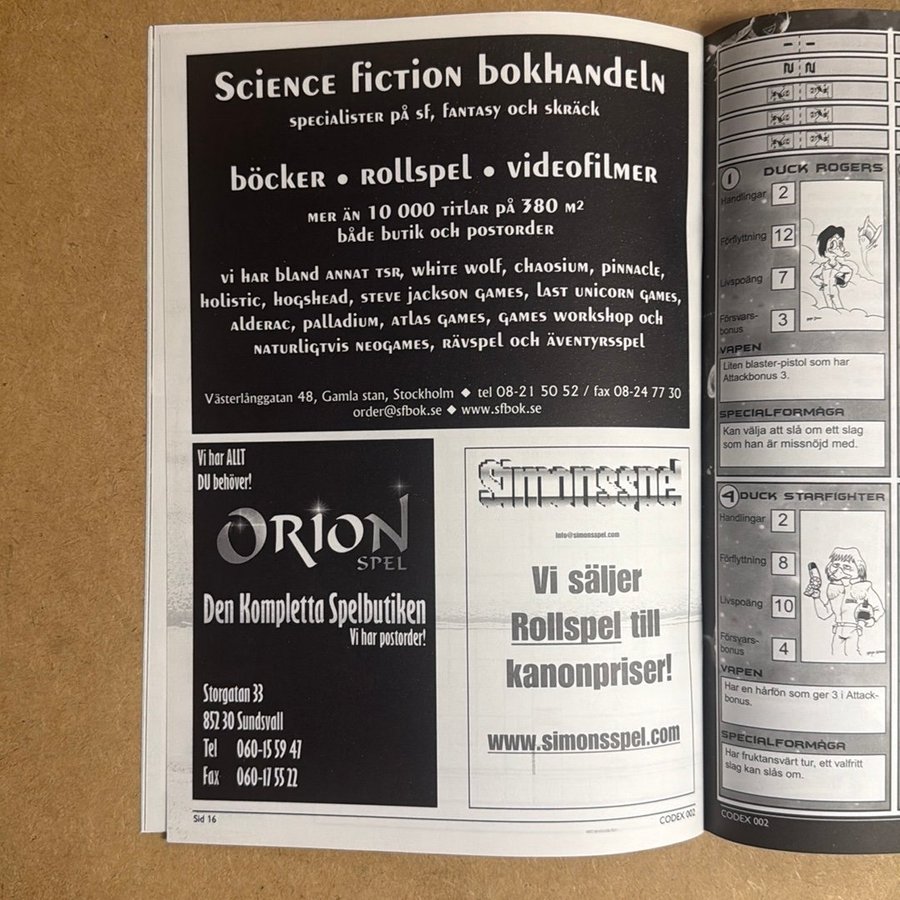 Science fiction bokhandeln
specialister på sf, fantasy och skräck
böcker • rollspel • videofilmer
mer än 10 000 titlar på 380 m²
både butik och postorder
vi har bland annat TSR, white wolf, chaosium, pinnacle,
holistic, hogshead, steve jackson games, last unicorn games,
alderac, palladium, atlas games, games workshop och
naturligtvis neogames, rävspel och äventyrsspel
Västerlånggatan 48, Gamla stan, Stockholm ◆ tel 08-21 50 52 / fax 08-24 77 30
order@sfbok.se ◆ www.sfbok.se
Vi har ALLT
DU behöver!
ORION
SPEL
Den Kompletta Spelbutiken
Vi har postorder!
Storgatan 33
852 30 Sundsvall
Tel 060-15 59 47
Fax 060-17 55 22
Simonsspel
info@simonsspel.com
Vi säljer
Rollspel till
kanonpriser!
www.simonsspel.com
Sid 16
CODEX 002
1 DUCK ROGERS
Handlingar 2
Förflyttning 12
Livspoäng 7
Försvars-
bonus 3
VAPEN
Liten blaster-pistol som har
Attackbonus 3.
SPECIALFORMÅGA
Kan välja att slå om ett slag
som han är missnöjd med.
4 DUCK STARFIGHTER
Handlingar 2
Förflyttning 8
Livspoäng 10
Försvars-
bonus 4
VAPEN
Har en hårfön som ger 3 i Attack-
bonus.
SPECIALFORMÅGA
Har fruktansvärt tur, ett valfritt
slag kan slås om.
CODEX 002